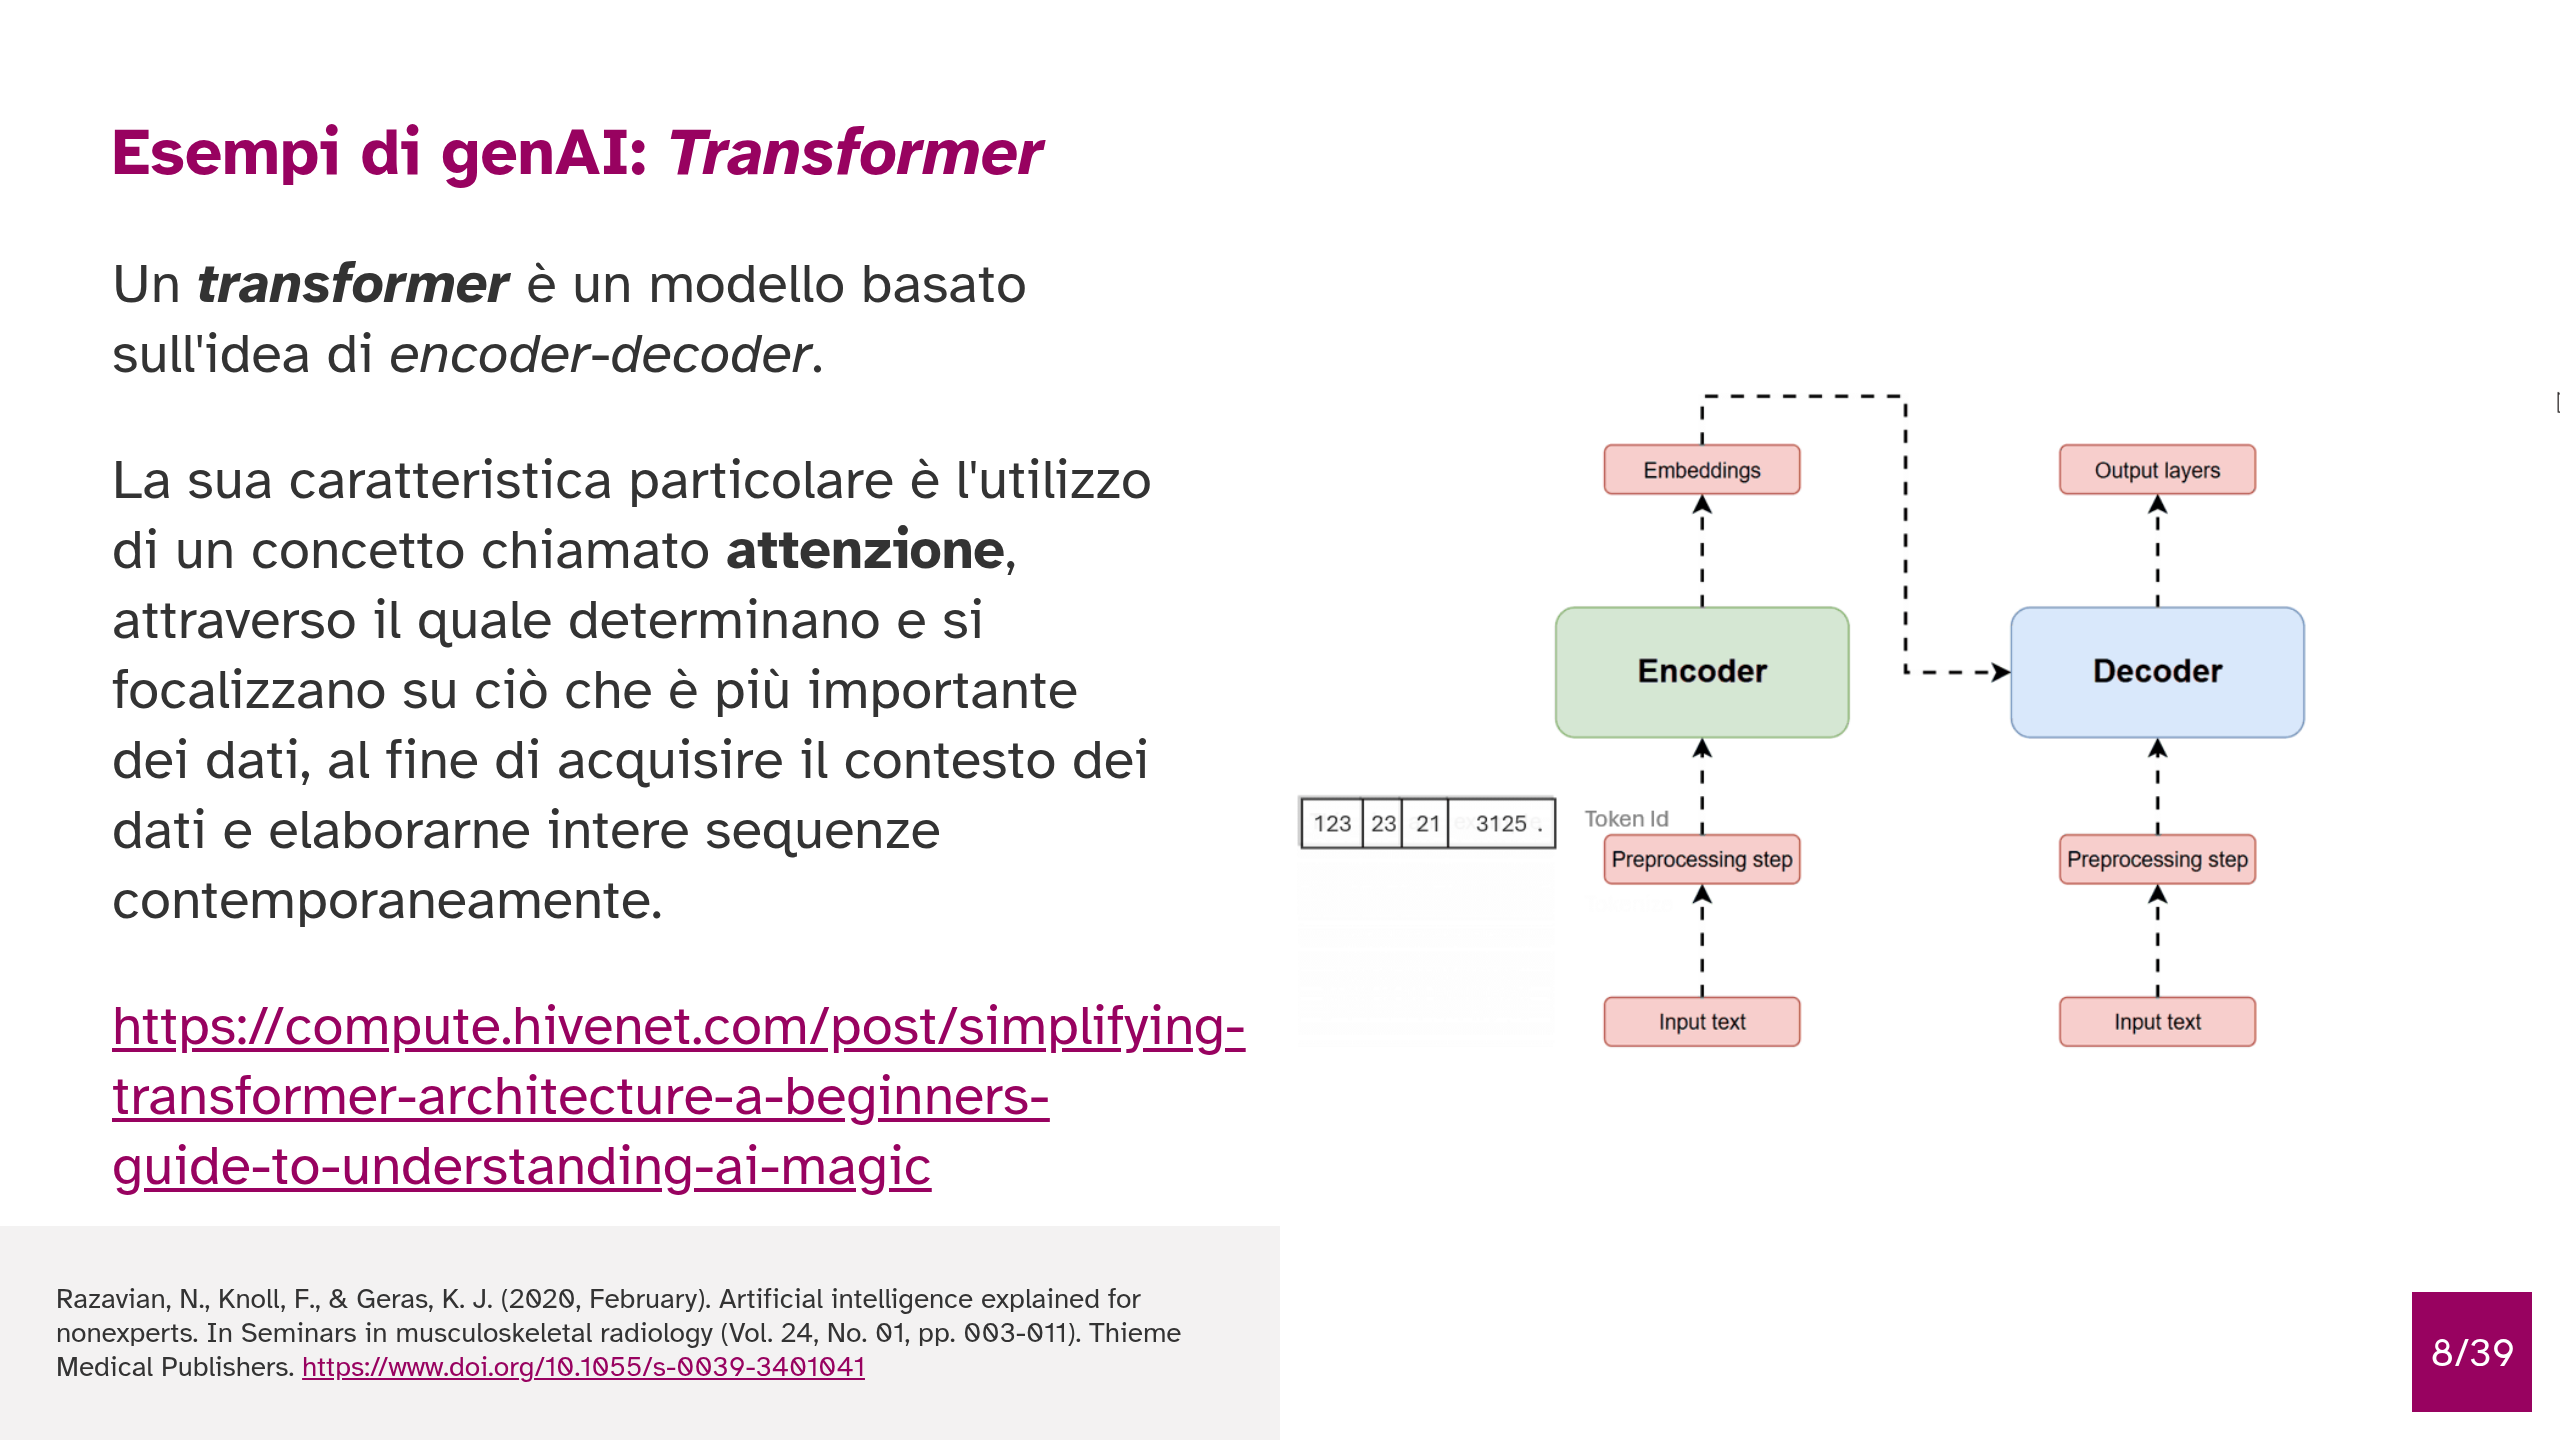 Esempi di genAI: Transformer
Un transformer è un modello basato
sull'idea di encoder-decoder.
La sua caratteristica particolare è l'utilizzo
di un concetto chiamato attenzione,
attraverso il quale determinano e si
focalizzano su ciò che è più importante
dei dati, al fine di acquisire il contesto dei
dati e elaborarne intere sequenze
contemporaneamente.
https://compute.hivenet.com/post/simplifying-
transformer-architecture-a-beginners-
guide-to-understanding-ai-magic
Embeddings
Output layers
Encoder
Decoder
123 23 21 3125 .
Token Id
Preprocessing step
Preprocessing step
Input text
Input text
Razavian, N., Knoll, F., & Geras, K. J. (2020, February). Artificial intelligence explained for
nonexperts. In Seminars in musculoskeletal radiology (Vol. 24, No. 01, pp. 003-011). Thieme
Medical Publishers. https://www.doi.org/10.1055/s-0039-3401041
8/39